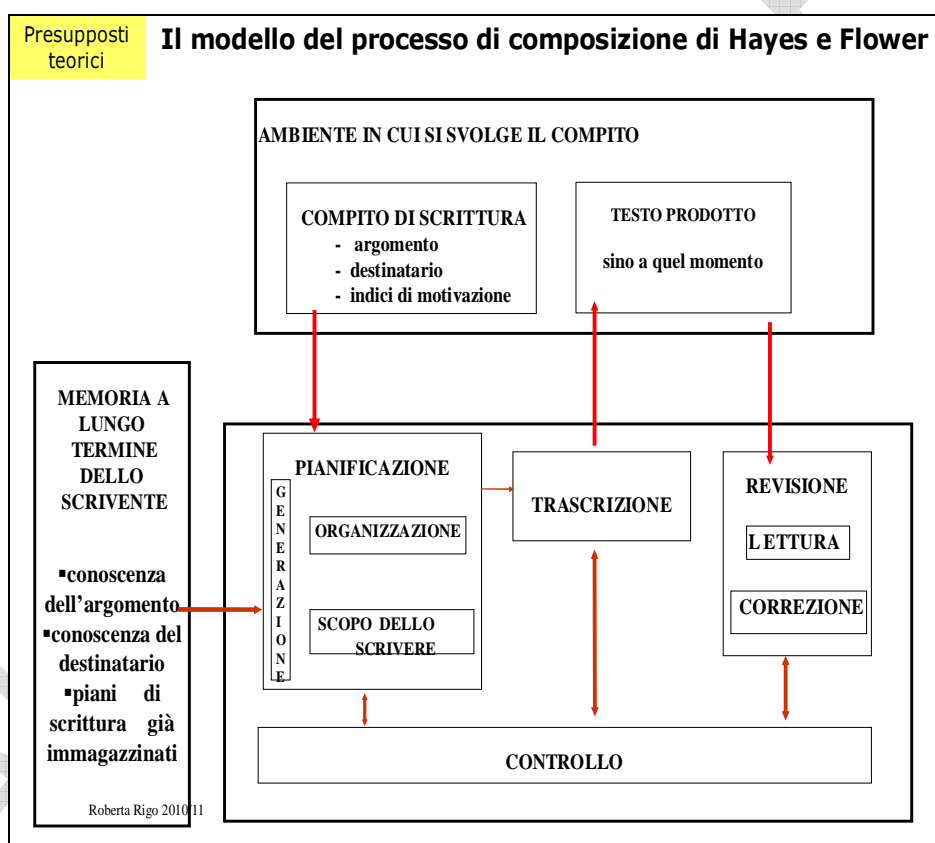 Presupposti
teorici
Il modello del processo di composizione di Hayes e Flower
AMBIENTE IN CUI SI SVOLGE IL COMPITO
COMPITO DI SCRITTURA
- argomento
- destinatario
- indici di motivazione
TESTO PRODOTTO
sino a quel momento
MEMORIA A
LUNGO
TERMINE
DELLO
SCRIVENTE
▪conoscenza
dell'argomento
▪conoscenza del
destinatario
▪piani di
scrittura già
immagazzinati
PIANIFICAZIONE
GENERAZIONE
ORGANIZZAZIONE
SCOPO DELLO
SCRIVERE
TRASCRIZIONE
REVISIONE
LETTURA
CORREZIONE
CONTROLLO
Roberta Rigo 2010/11